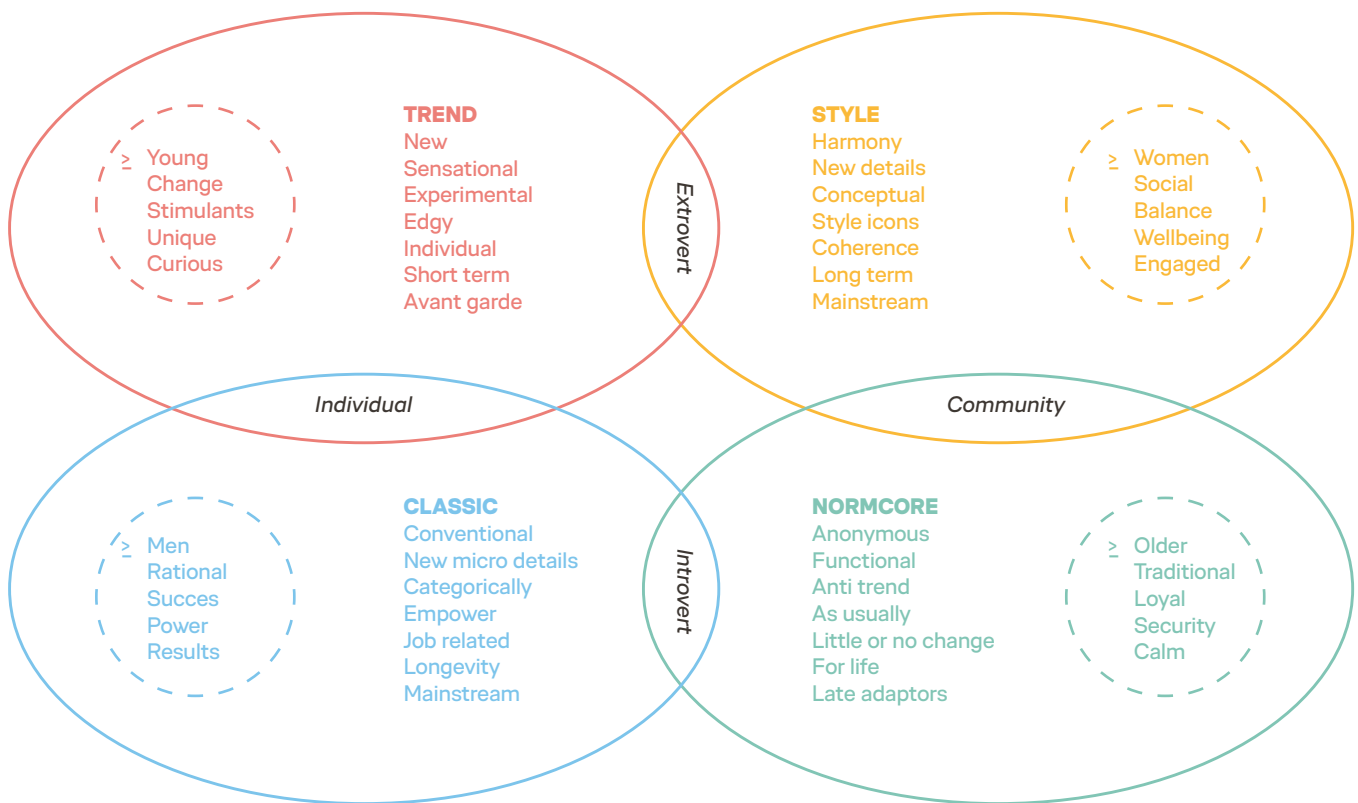 TREND
New
Sensational
Experimental
Edgy
Individual
Short term
Avant garde
≥ Young
Change
Stimulants
Unique
Curious
Extrovert
STYLE
Harmony
New details
Conceptual
Style icons
Coherence
Long term
Mainstream
≥ Women
Social
Balance
Wellbeing
Engaged
Individual
Community
CLASSIC
Conventional
New micro details
Categorically
Empower
Job related
Longevity
Mainstream
≥ Men
Rational
Succes
Power
Results
Introvert
NORMCORE
Anonymous
Functional
Anti trend
As usually
Little or no change
For life
Late adaptors
≥ Older
Traditional
Loyal
Security
Calm